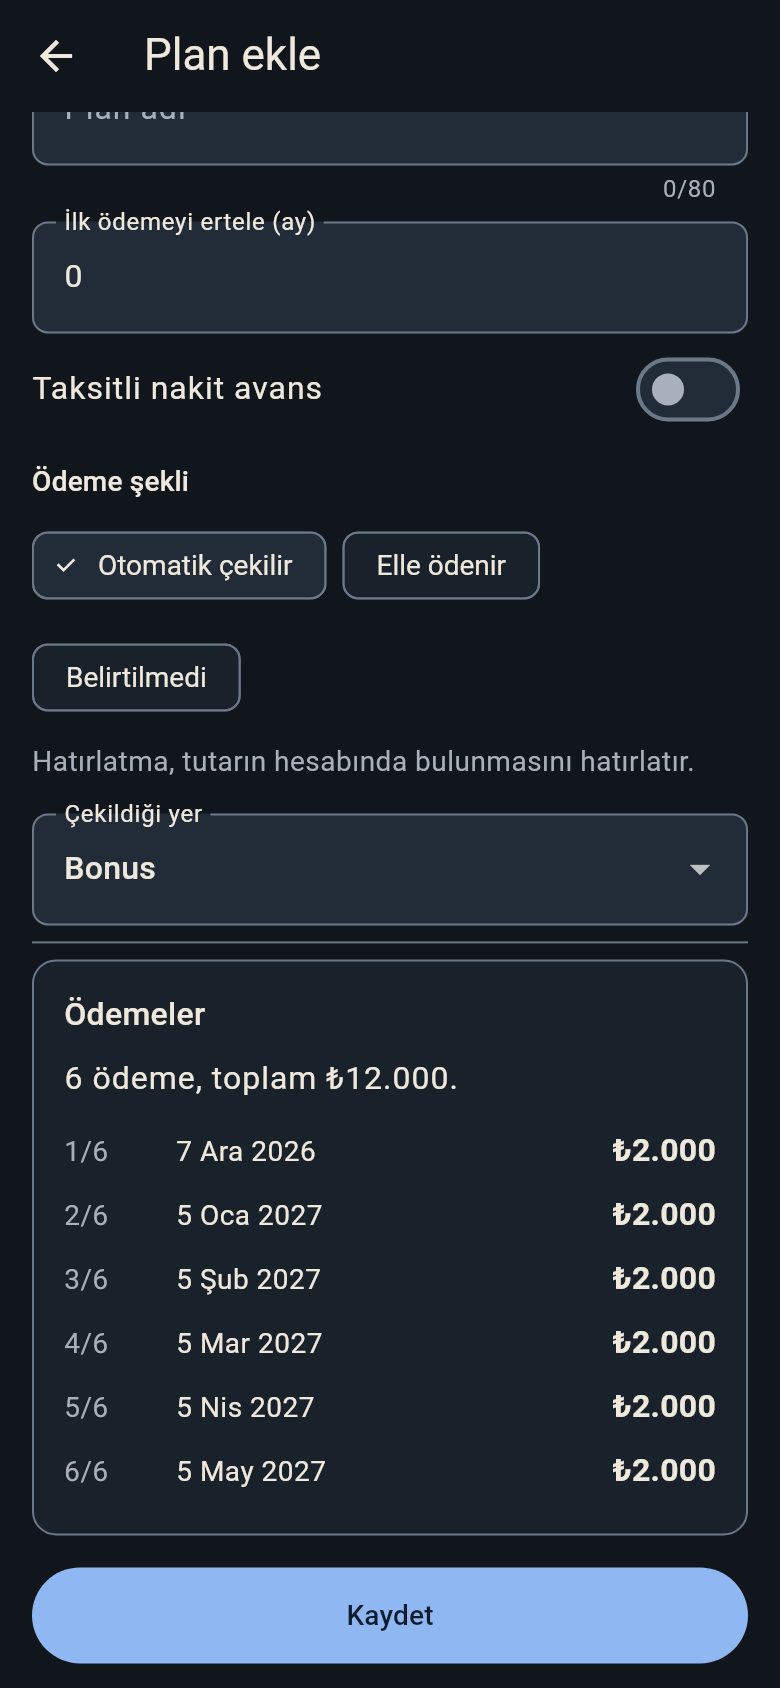 Plan ekle
Plan adı
0/80
İlk ödemeyi ertele (ay)
0
Taksitli nakit avans
Ödeme şekli
Otomatik çekilir
Elle ödenir
Belirtilmedi
Hatırlatma, tutarın hesabında bulunmasını hatırlatır.
Çekildiği yer
Bonus
Ödemeler
6 ödeme, toplam ₺12.000.
1/6 7 Ara 2026 ₺2.000
2/6 5 Oca 2027 ₺2.000
3/6 5 Şub 2027 ₺2.000
4/6 5 Mar 2027 ₺2.000
5/6 5 Nis 2027 ₺2.000
6/6 5 May 2027 ₺2.000
Kaydet